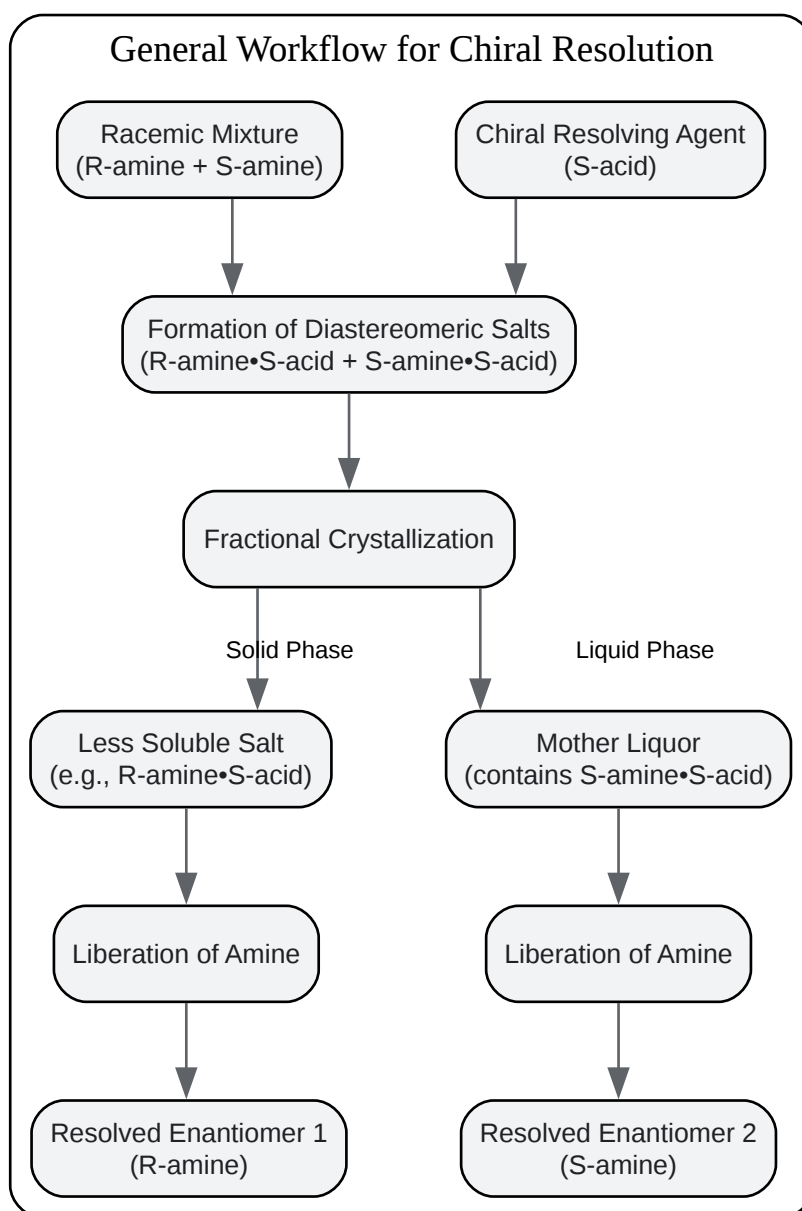 General Workflow for Chiral Resolution
Racemic Mixture
(R-amine + S-amine)
Chiral Resolving Agent
(S-acid)
Formation of Diastereomeric Salts
(R-amine•S-acid + S-amine•S-acid)
Fractional Crystallization
Solid Phase
Liquid Phase
Less Soluble Salt
(e.g., R-amine•S-acid)
Mother Liquor
(contains S-amine•S-acid)
Liberation of Amine
Liberation of Amine
Resolved Enantiomer 1
(R-amine)
Resolved Enantiomer 2
(S-amine)